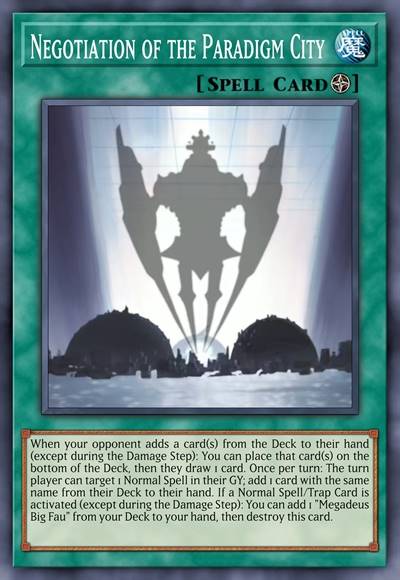 Negotiation of the Paradigm City
魔
[Spell Card]
When your opponent adds a card(s) from the Deck to their hand
(except during the Damage Step): You can place that card(s) on
the bottom of the Deck, then they draw 1 card. Once per turn: The turn
player can target 1 Normal Spell in their GY; add 1 card with the same
name from their Deck to their hand. If a Normal Spell/Trap Card is
activated (except during the Damage Step): You can add 1 "Megadeus
Big Fau" from your Deck to your hand, then destroy this card.